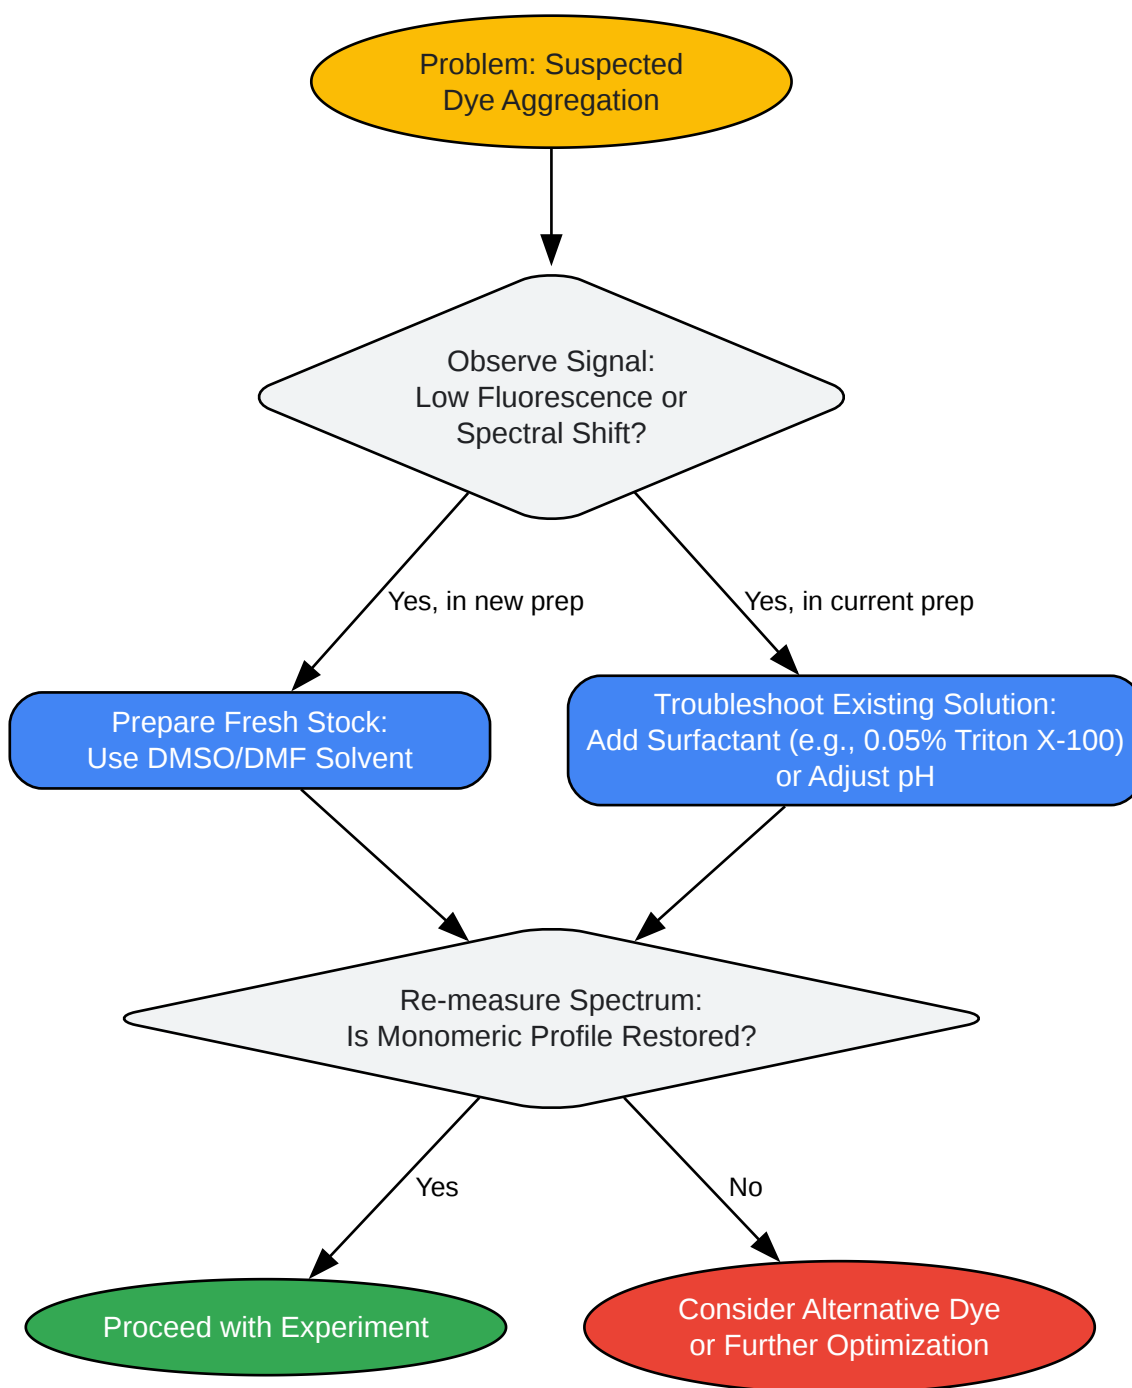 Problem: Suspected
Dye Aggregation
Observe Signal:
Low Fluorescence or
Spectral Shift?
Yes, in new prep
Yes, in current prep
Prepare Fresh Stock:
Use DMSO/DMF Solvent
Troubleshoot Existing Solution:
Add Surfactant (e.g., 0.05% Triton X-100)
or Adjust pH
Re-measure Spectrum:
Is Monomeric Profile Restored?
Yes
No
Proceed with Experiment
Consider Alternative Dye
or Further Optimization